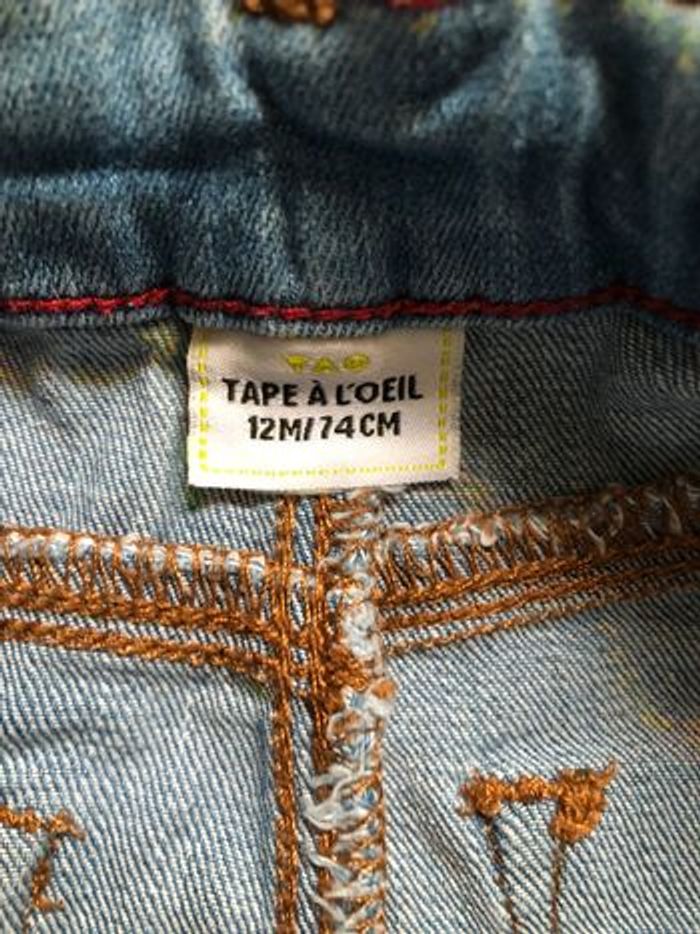 TAO
TAPE À L'OEIL
12M/74CM